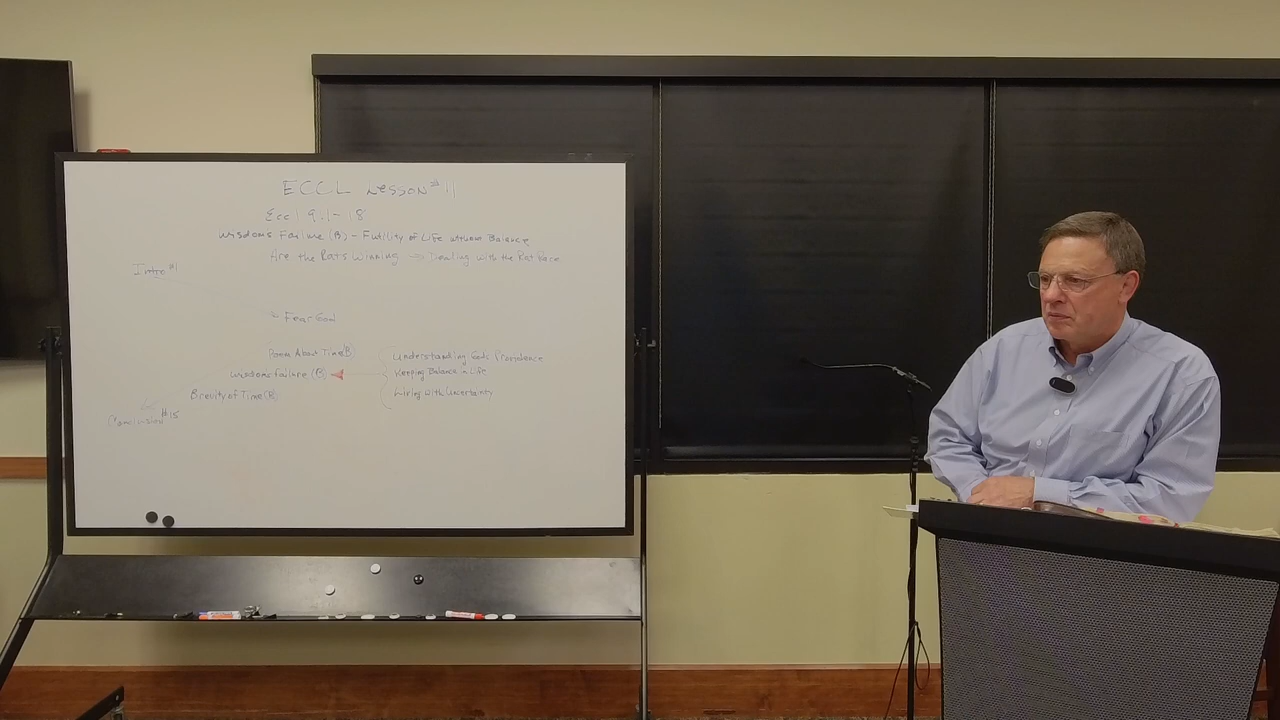 ECCL Lesson #11
Eccl 9:1-18
Wisdoms Failure (B) - Futility of Life without Balance
Are the Rats Winning → Dealing with the Rat Race
Intro #1
Fear God
Poem About Time (B)
Wisdoms Failure (B)
Brevity of Time (B)
Conclusion #15
Understanding Gods Providence
Keeping Balance in Life
Living with Uncertainty